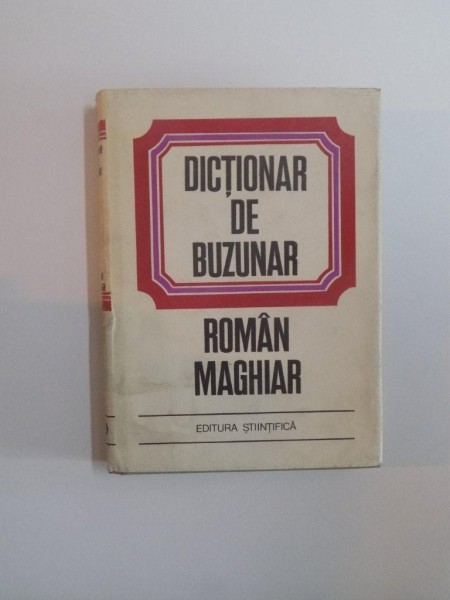 DICȚIONAR
DE
BUZUNAR
ROMÂN
MAGHIAR
EDITURA ȘTIINȚIFICĂ